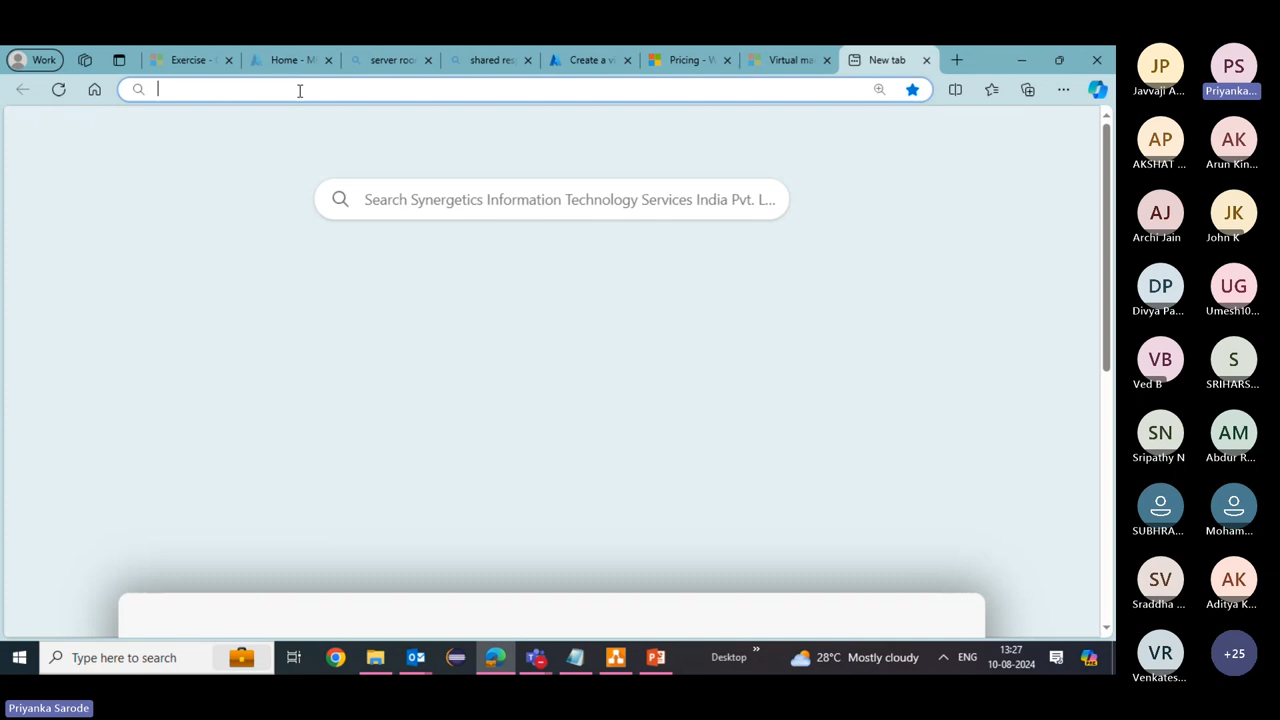 Work
Exercise -
Home - Mi
server roo
shared res
Create a vi
Pricing - V
Virtual ma
New tab
Search Synergetics Information Technology Services India Pvt. L...
Type here to search
Desktop
28°C Mostly cloudy
ENG
13:27
10-08-2024
JP
Javvaji A...
PS
Priyanka...
AP
AKSHAT ...
AK
Arun Kin...
AJ
Archi Jain
JK
John K
DP
Divya Pa...
UG
Umesh10...
VB
Ved B
S
SRIHARS...
SN
Sripathy N
AM
Abdur R...
SUBHRA...
Moham...
SV
Sraddha ...
AK
Aditya K...
VR
Venkates...
+25
Priyanka Sarode